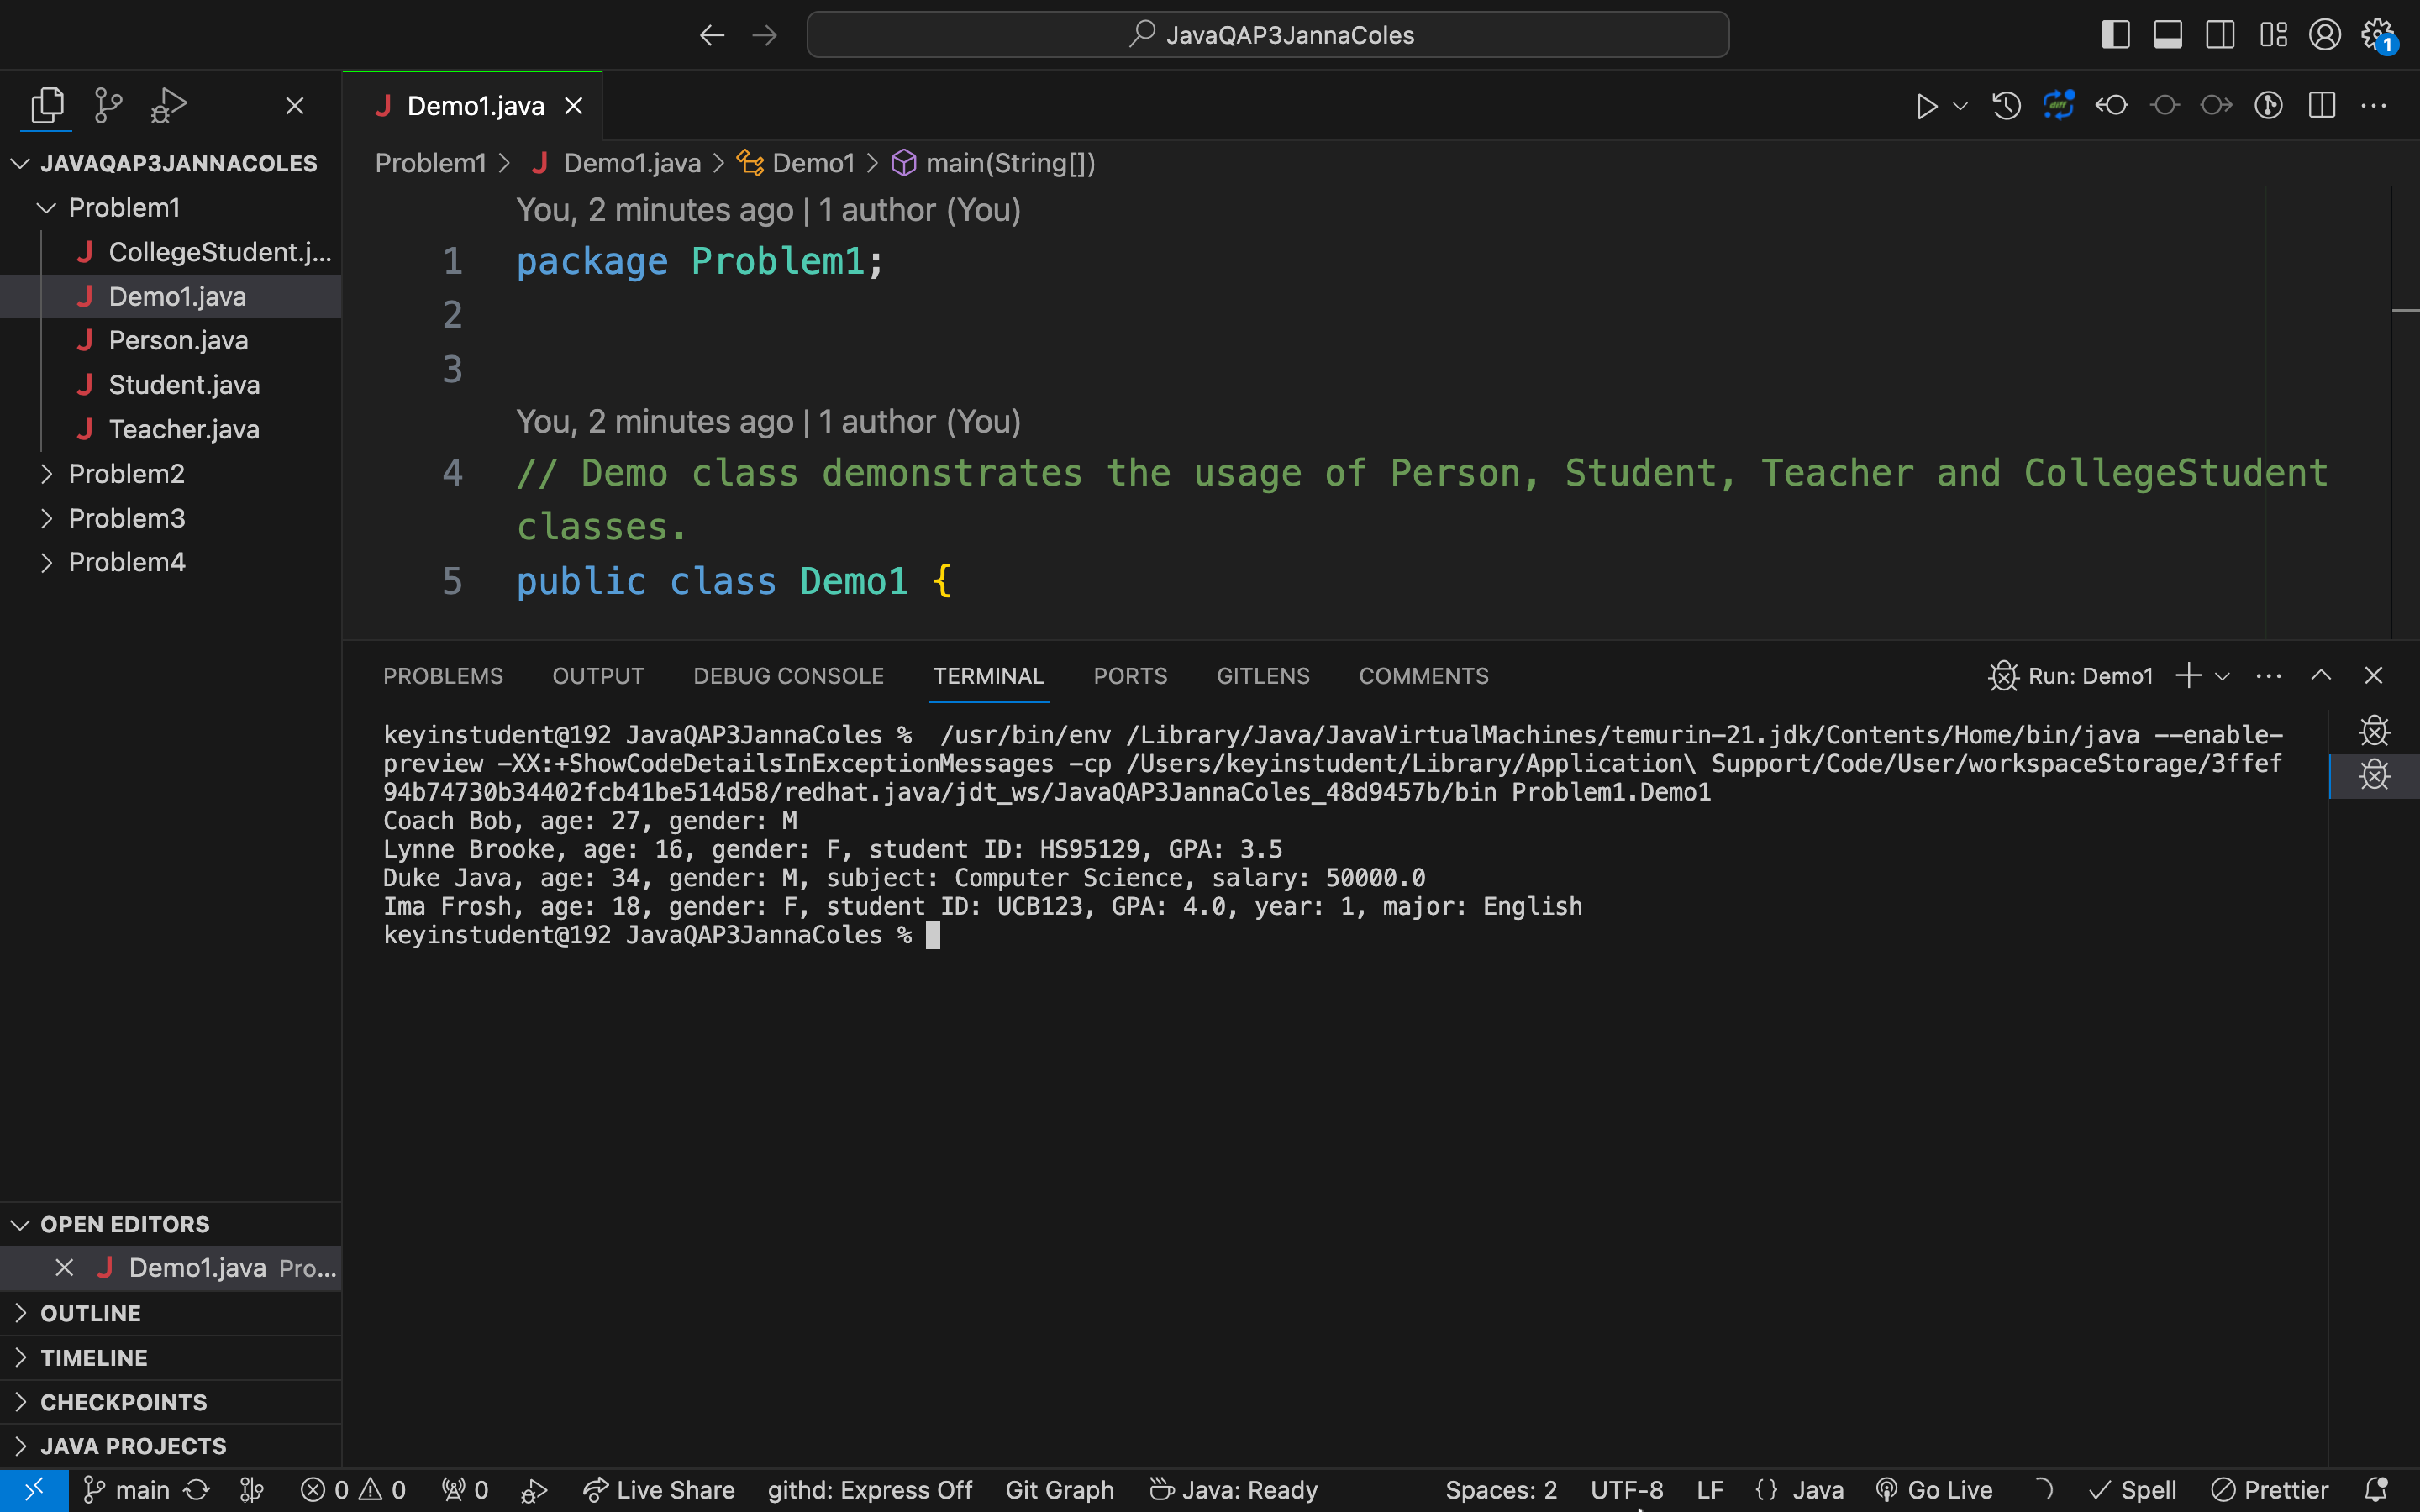 JavaQAP3JannaColes
1
Demo1.java
JAVAQAP3JANNACOLES
Problem1
CollegeStudent.j...
Demo1.java
Person.java
Student.java
Teacher.java
Problem2
Problem3
Problem4
Problem1 > Demo1.java > Demo1 > main(String[])
You, 2 minutes ago | 1 author (You)
1 package Problem1;
2
3
You, 2 minutes ago | 1 author (You)
4 // Demo class demonstrates the usage of Person, Student, Teacher and CollegeStudent
classes.
5 public class Demo1 {
PROBLEMS OUTPUT DEBUG CONSOLE TERMINAL PORTS GITLENS COMMENTS Run: Demo1
keyinstudent@192 JavaQAP3JannaColes %  /usr/bin/env /Library/Java/JavaVirtualMachines/temurin-21.jdk/Contents/Home/bin/java --enable-
preview -XX:+ShowCodeDetailsInExceptionMessages -cp /Users/keyinstudent/Library/Application\ Support/Code/User/workspaceStorage/3ffef
94b74730b34402fcb41be514d58/redhat.java/jdt_ws/JavaQAP3JannaColes_48d9457b/bin Problem1.Demo1
Coach Bob, age: 27, gender: M
Lynne Brooke, age: 16, gender: F, student ID: HS95129, GPA: 3.5
Duke Java, age: 34, gender: M, subject: Computer Science, salary: 50000.0
Ima Frosh, age: 18, gender: F, student ID: UCB123, GPA: 4.0, year: 1, major: English
keyinstudent@192 JavaQAP3JannaColes %
OPEN EDITORS
Demo1.java Pro...
OUTLINE
TIMELINE
CHECKPOINTS
JAVA PROJECTS
main 0 0 0 Live Share githd: Express Off Git Graph Java: Ready Spaces: 2 UTF-8 LF {} Java Go Live Spell Prettier